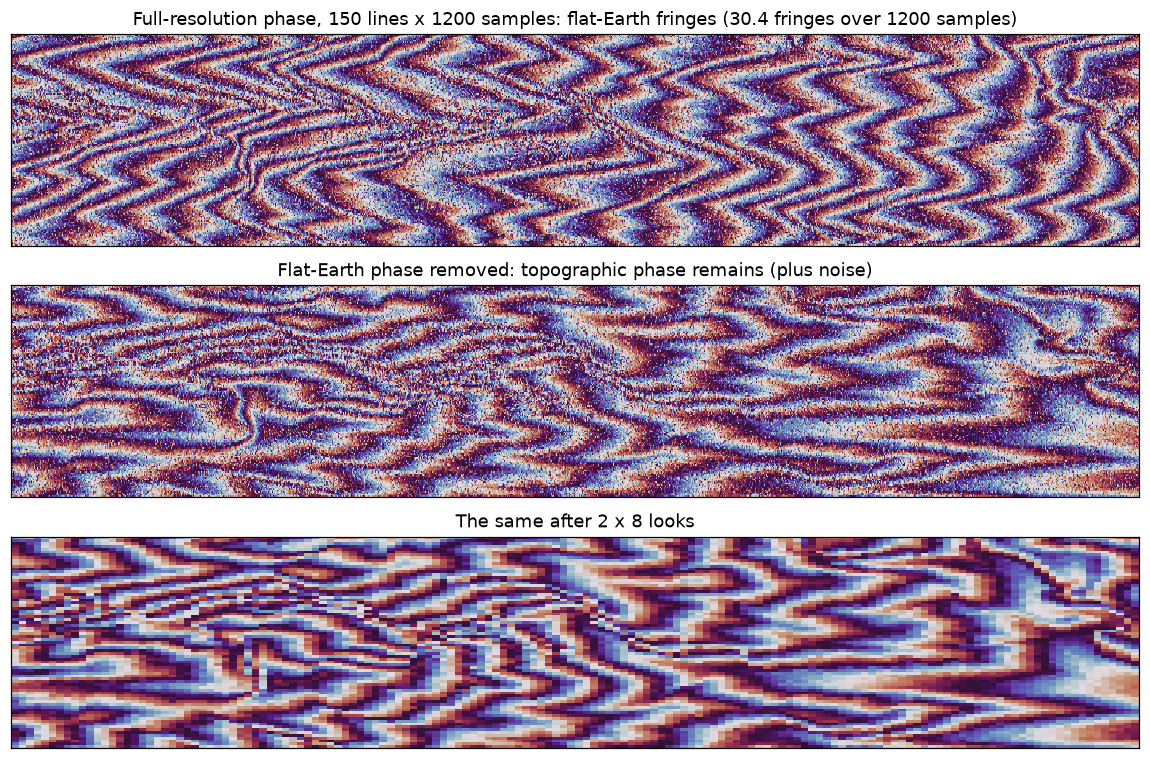 Full-resolution phase, 150 lines x 1200 samples: flat-Earth fringes (30.4 fringes over 1200 samples)
Flat-Earth phase removed: topographic phase remains (plus noise)
The same after 2 x 8 looks